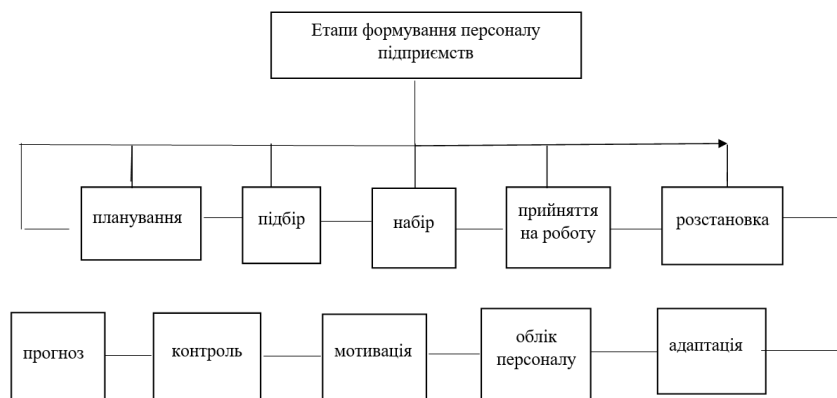 Етапи формування персоналу
підприємств
планування
підбір
набір
прийняття
на роботу
розстановка
прогноз
контроль
мотивація
облік
персоналу
адаптація